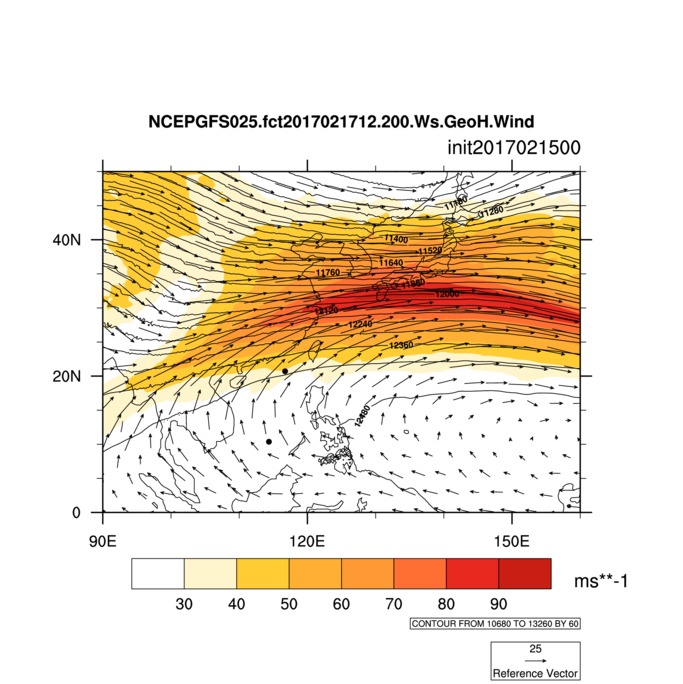 NCEPGFS025.fct2017021712.200.Ws.GeoH.Wind
init2017021500
11160
11280
40N
11400
11520
11640
11760
11880
12000
12120
12240
12360
20N
12480
0
90E 120E 150E
ms**-1
30 40 50 60 70 80 90
CONTOUR FROM 10680 TO 13260 BY 60
25
Reference Vector